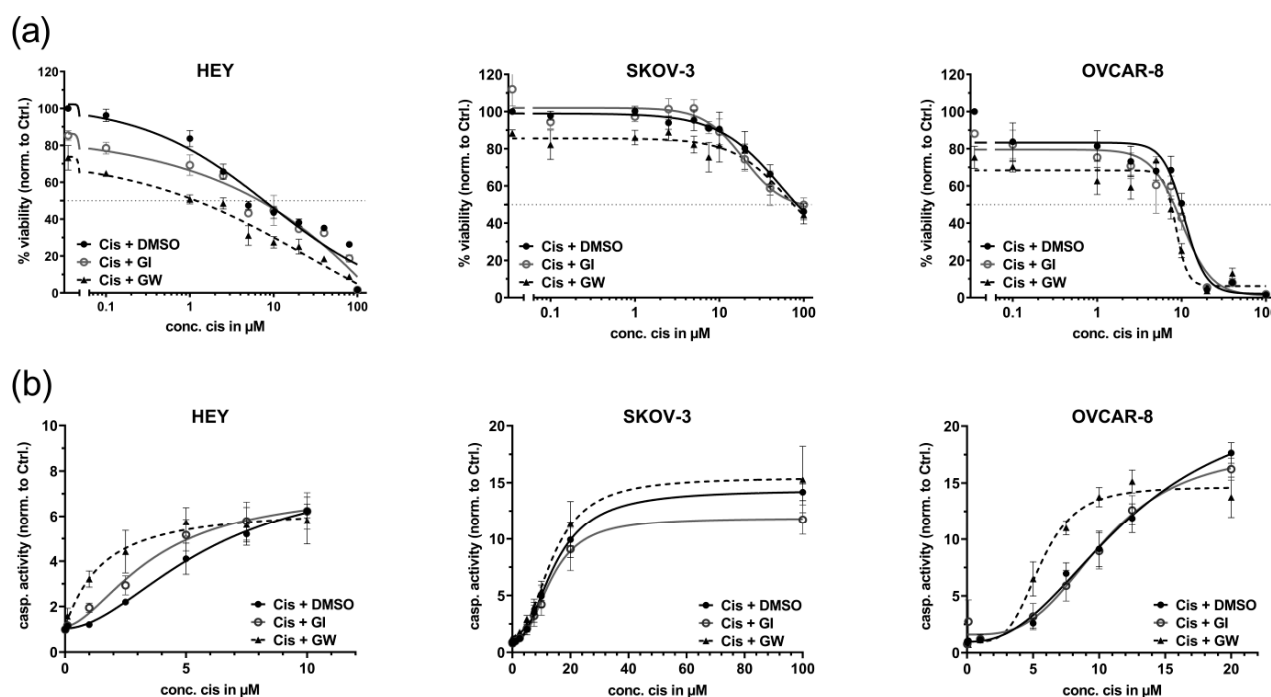 (a)
HEY
% viability (norm. to Ctrl.)
120
100
80
60
40
20
0
Cis + DMSO
Cis + GI
Cis + GW
0.1
1
10
100
conc. cis in µM
SKOV-3
% viability (norm. to Ctrl.)
120
100
80
60
40
20
0
Cis + DMSO
Cis + GI
Cis + GW
0.1
1
10
100
conc. cis in µM
OVCAR-8
% viability (norm. to Ctrl.)
120
100
80
60
40
20
0
Cis + DMSO
Cis + GI
Cis + GW
0.1
1
10
100
conc. cis in µM
(b)
HEY
casp. activity (norm. to Ctrl.)
10
8
6
4
2
0
Cis + DMSO
Cis + GI
Cis + GW
0
5
10
conc. cis in µM
SKOV-3
casp. activity (norm. to Ctrl.)
20
15
10
5
0
Cis + DMSO
Cis + GI
Cis + GW
0
20
40
60
80
100
conc. cis in µM
OVCAR-8
casp. activity (norm. to Ctrl.)
20
15
10
5
0
Cis + DMSO
Cis + GI
Cis + GW
0
5
10
15
20
conc. cis in µM